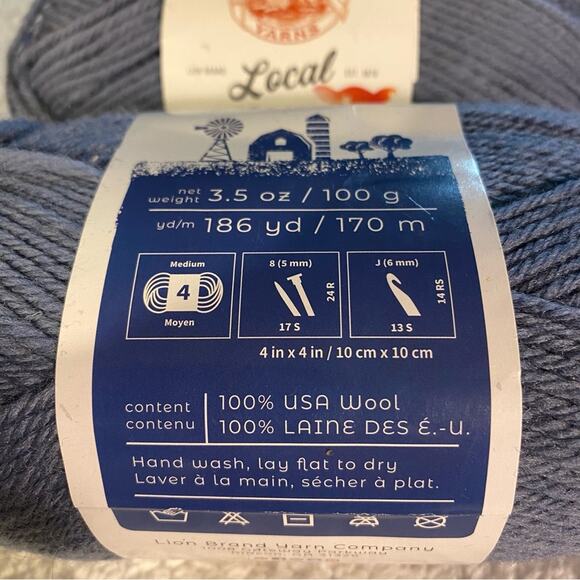 YARNS
Local
net weight 3.5 oz / 100 g
yd/m 186 yd / 170 m
Medium
4
Moyen
8 (5 mm)
24 R
17 S
J (6 mm)
14 RS
13 S
4 in x 4 in / 10 cm x 10 cm
content 100% USA Wool
contenu 100% LAINE DES É.-U.
Hand wash, lay flat to dry
Laver à la main, sécher à plat.
Lion Brand Yarn Company